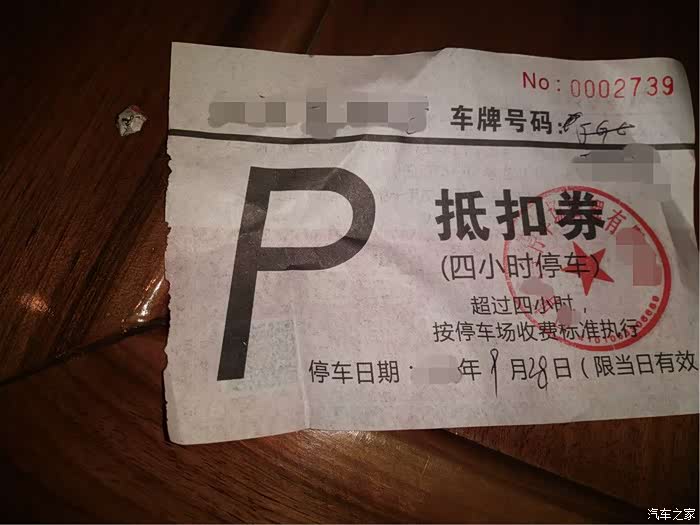 No: 0002739
车牌号码:
P
抵扣券
(四小时停车)
超过四小时，
按停车场收费标准执行
停车日期： 年 9 月 28 日（限当日有效
汽车之家